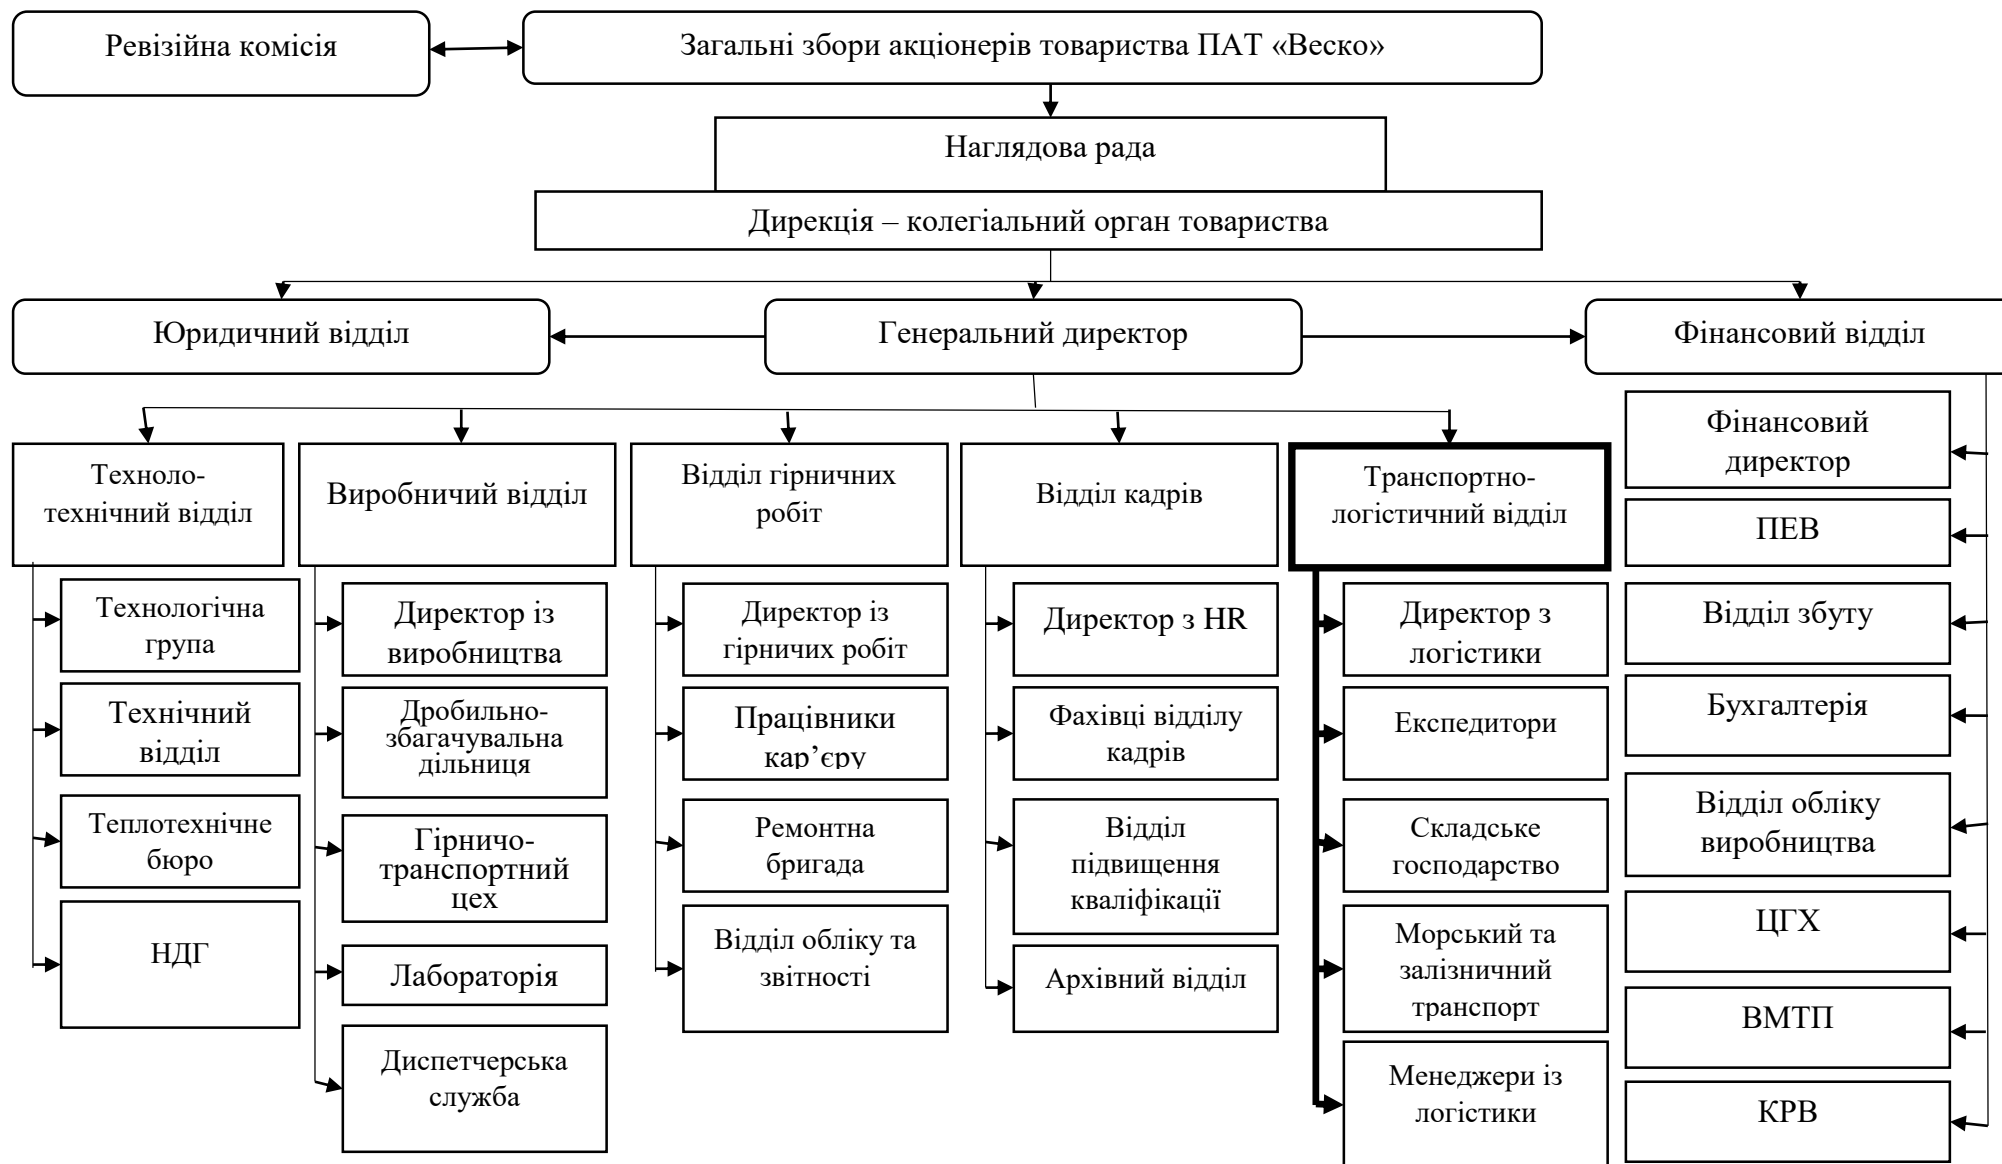 Ревізійна комісія
Загальні збори акціонерів товариства ПАТ «Веско»
Наглядова рада
Дирекція – колегіальний орган товариства
Юридичний відділ
Генеральний директор
Фінансовий відділ
Техноло-
технічний відділ
Технологічна
група
Технічний
відділ
Теплотехнічне
бюро
НДГ
Виробничий відділ
Директор із
виробництва
Дробильно-
збагачувальна
дільниця
Гірничо-
транспортний
цех
Лабораторія
Диспетчерська
служба
Відділ гірничних
робіт
Директор із
гірничих робіт
Працівники
кар’єру
Ремонтна
бригада
Відділ обліку та
звітності
Відділ кадрів
Директор з HR
Фахівці відділу
кадрів
Відділ
підвищення
кваліфікації
Архівний відділ
Транспортно-
логістичний відділ
Директор з
логістики
Експедитори
Складське
господарство
Морський та
залізничний
транспорт
Менеджери із
логістики
Фінансовий
директор
ПЕВ
Відділ збуту
Бухгалтерія
Відділ обліку
виробництва
ЦГХ
ВМТП
КРВ